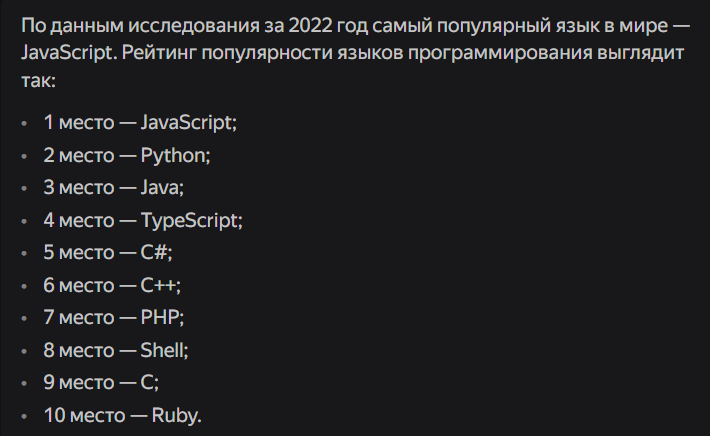 По данным исследования за 2022 год самый популярный язык в мире —
JavaScript. Рейтинг популярности языков программирования выглядит
так:
• 1 место — JavaScript;
• 2 место — Python;
• 3 место — Java;
• 4 место — TypeScript;
• 5 место — C#;
• 6 место — C++;
• 7 место — PHP;
• 8 место — Shell;
• 9 место — C;
• 10 место — Ruby.